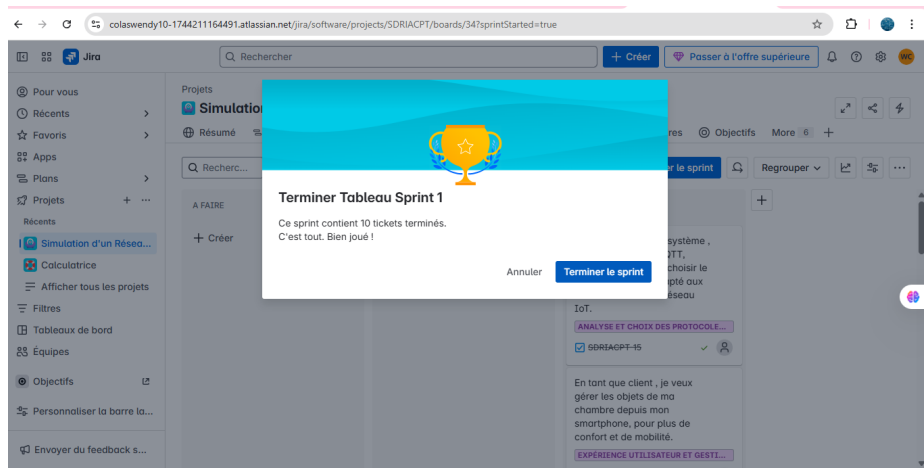 colaswendy10-1744211164491.atlassian.net/jira/software/projects/SDRIACPT/boards/34?sprintStarted=true
Jira
Rechercher
+ Créer
Passer à l'offre supérieure
WC
Pour vous
Récents
Favoris
Apps
Plans
Projets
Récents
Simulation d'un Résea...
Calculatrice
Afficher tous les projets
Filtres
Tableaux de bord
Équipes
Objectifs
Personnaliser la barre la...
Envoyer du feedback s...
Projets
Simulatio
Résumé
res
Objectifs
More 6
Recherc...
er le sprint
Regrouper
A FAIRE
+ Créer
Terminer Tableau Sprint 1
Ce sprint contient 10 tickets terminés.
C'est tout. Bien joué !
Annuler
Terminer le sprint
système ,
QTT,
choisir le
pté aux
éseau
IoT.
ANALYSE ET CHOIX DES PROTOCOLE...
SDRIACPT-15
En tant que client , je veux
gérer les objets de ma
chambre depuis mon
smartphone, pour plus de
confort et de mobilité.
EXPÉRIENCE UTILISATEUR ET GESTI...